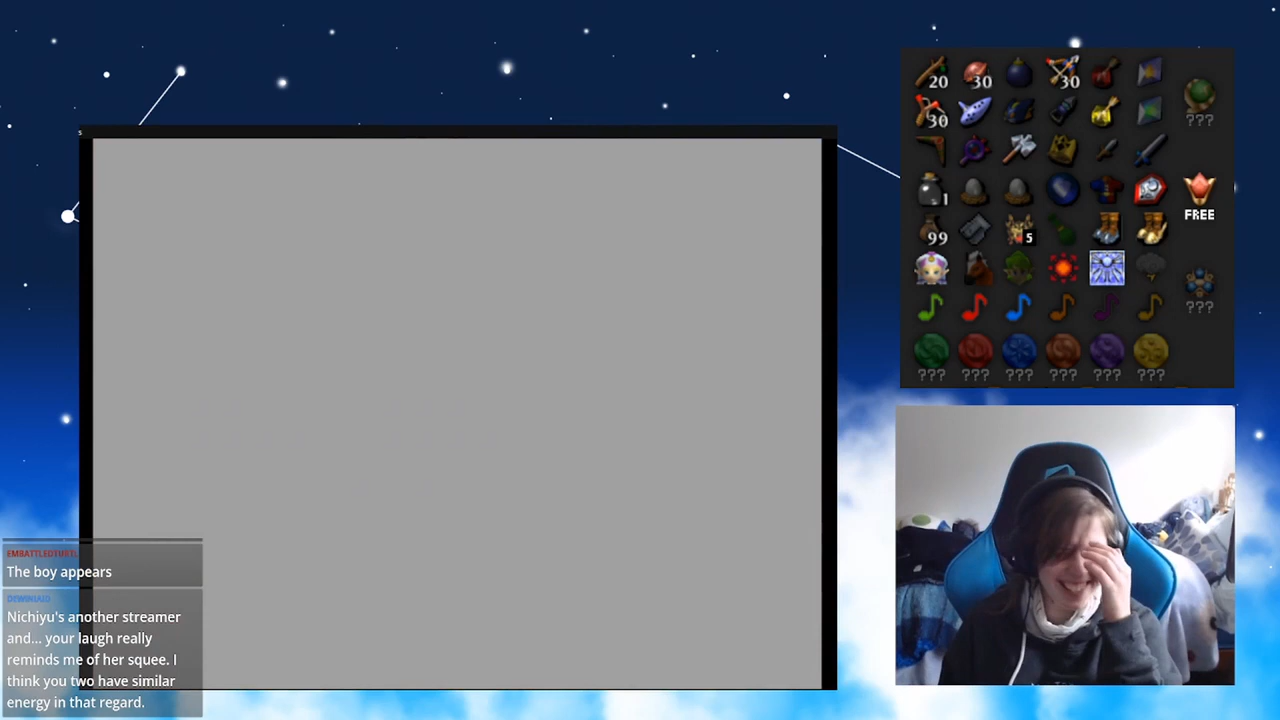 s
20
30
30
30
???
1
FREE
99
5
???
??? ??? ??? ??? ??? ???
The boy appears
Nichiyu's another streamer
and... your laugh really
reminds me of her squee. I
think you two have similar
energy in that regard.